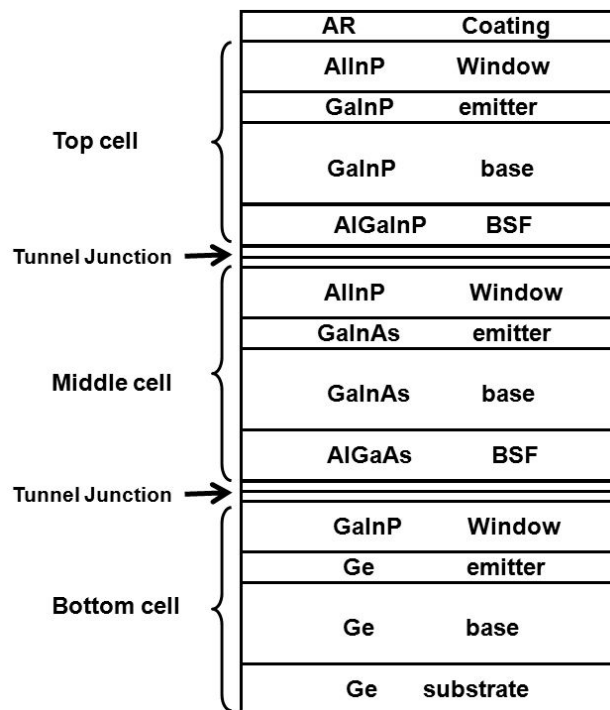 AR Coating
AlInP Window
GaInP emitter
Top cell
GaInP base
AlGaInP BSF
Tunnel Junction
AlInP Window
GaInAs emitter
Middle cell
GaInAs base
AlGaAs BSF
Tunnel Junction
GaInP Window
Ge emitter
Bottom cell
Ge base
Ge substrate